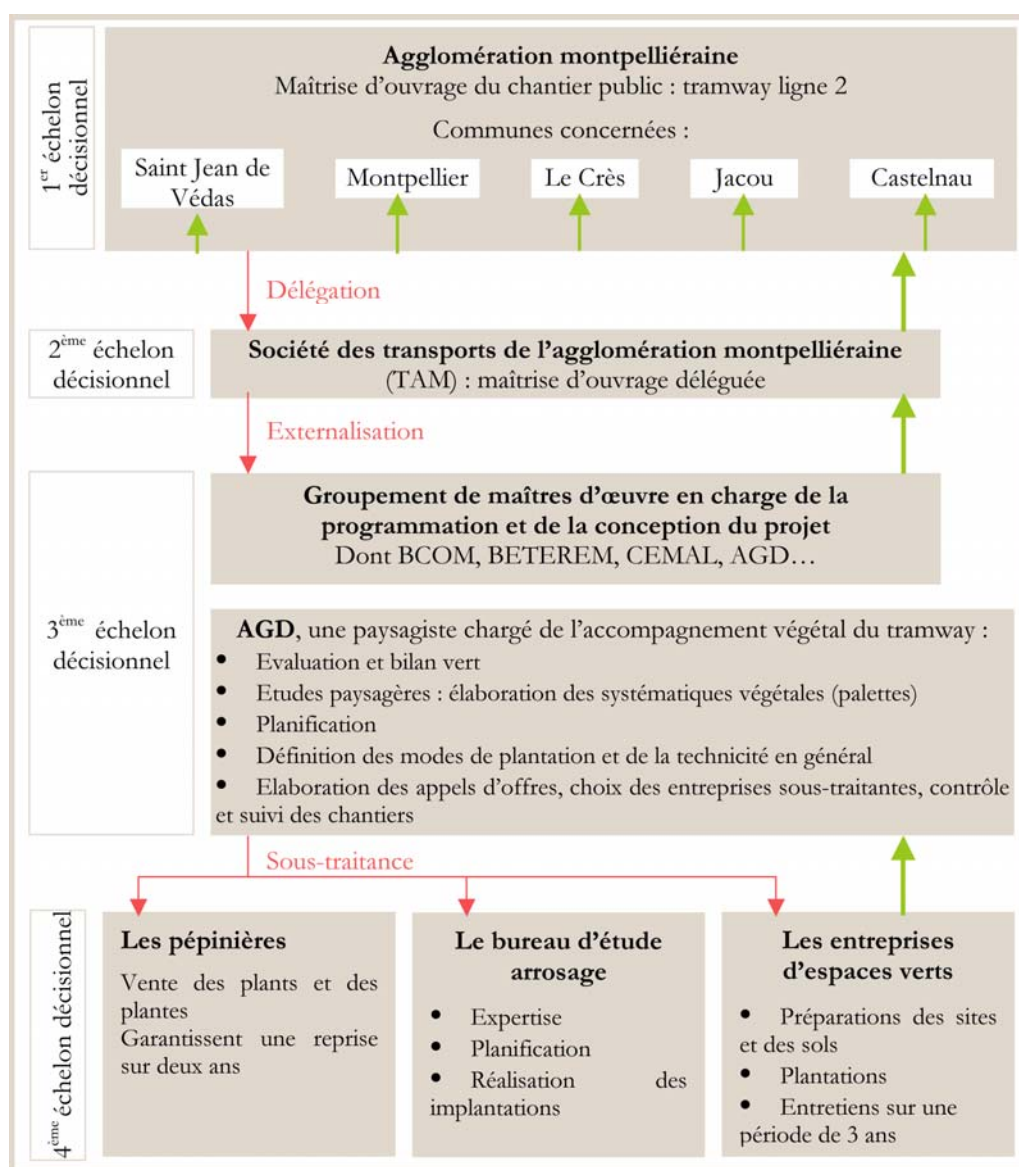 1er échelon
décisionnel
Agglomération montpelliéraine
Maîtrise d'ouvrage du chantier public : tramway ligne 2
Communes concernées :
Saint Jean de
Védas
Montpellier
Le Crès
Jacou
Castelnau
Délégation
2ème échelon
décisionnel
Société des transports de l'agglomération montpelliéraine
(TAM) : maîtrise d'ouvrage déléguée
Externalisation
3ème échelon
décisionnel
Groupement de maîtres d'œuvre en charge de la
programmation et de la conception du projet
Dont BCOM, BETEREM, CEMAL, AGD…
AGD, une paysagiste chargé de l'accompagnement végétal du tramway :
• Evaluation et bilan vert
• Etudes paysagères : élaboration des systématiques végétales (palettes)
• Planification
• Définition des modes de plantation et de la technicité en général
• Elaboration des appels d'offres, choix des entreprises sous-traitantes, contrôle
et suivi des chantiers
Sous-traitance
4ème échelon décisionnel
Les pépinières
Vente des plants et des
plantes
Garantissent une reprise
sur deux ans
Le bureau d'étude
arrosage
• Expertise
• Planification
• Réalisation des
implantations
Les entreprises
d'espaces verts
• Préparations des sites
et des sols
• Plantations
• Entretiens sur une
période de 3 ans